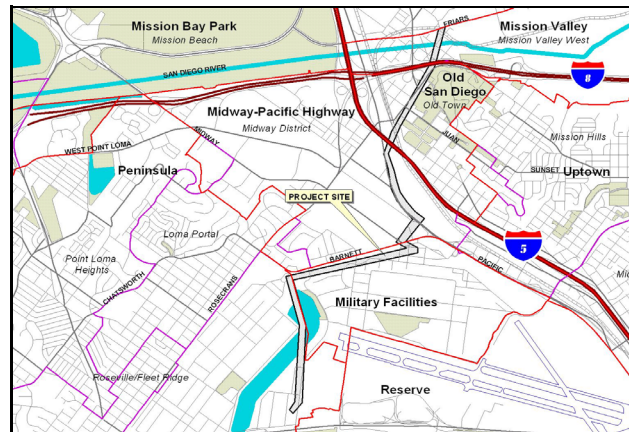 Mission Bay Park
Mission Beach
Mission Valley
Mission Valley West
FRIARS
SAN DIEGO RIVER
8
Old
San Diego
Old Town
Midway-Pacific Highway
Midway District
MIDWAY
JUAN
Mission Hills
WEST POINT LOMA
Peninsula
SUNSET
Uptown
PROJECT SITE
Loma Portal
5
Point Loma
Heights
CHATSWORTH
ROSECRANS
BARNETT
PACIFIC
Mi
Military Facilities
Roseville/Fleet Ridge
Reserve